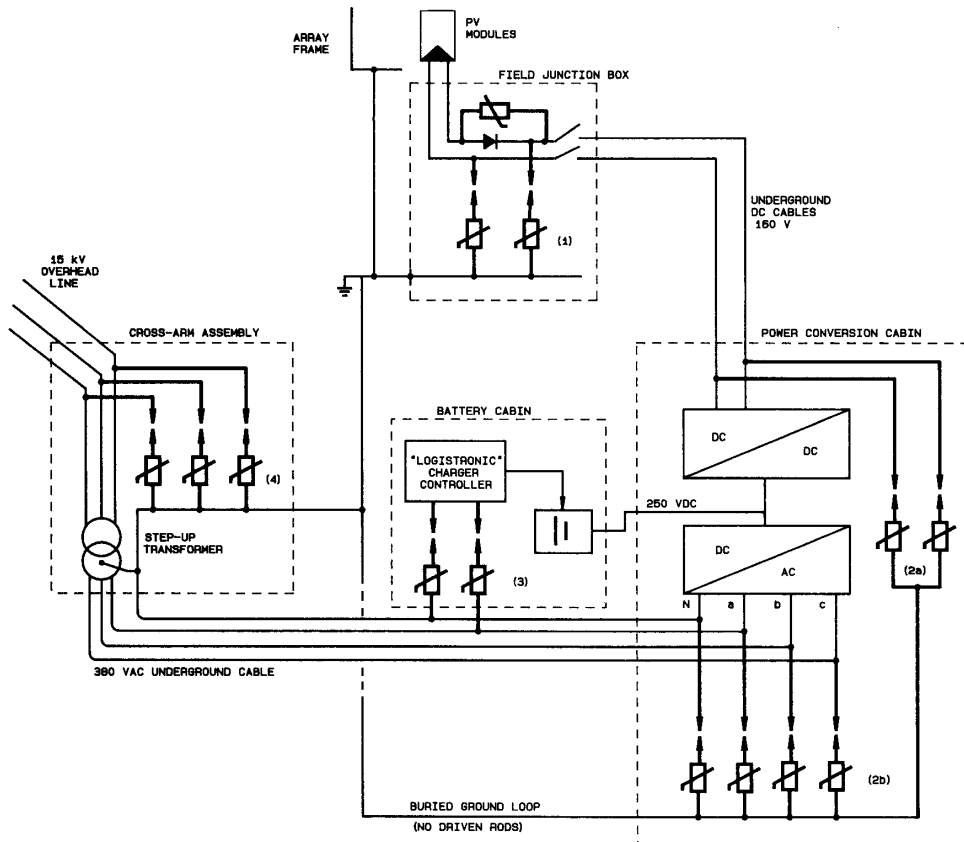 PV
MODULES
ARRAY
FRAME
FIELD JUNCTION BOX
(1)
UNDERGROUND
DC CABLES
150 V
15 kV
OVERHEAD
LINE
CROSS-ARM ASSEMBLY
POWER CONVERSION CABIN
BATTERY CABIN
"LOGISTRONIC"
CHARGER
CONTROLLER
DC
DC
(4)
250 VDC
STEP-UP
TRANSFORMER
DC
AC
(2a)
(3)
N a b c
380 VAC UNDERGROUND CABLE
(2b)
BURIED GROUND LOOP
(NO DRIVEN RODS)